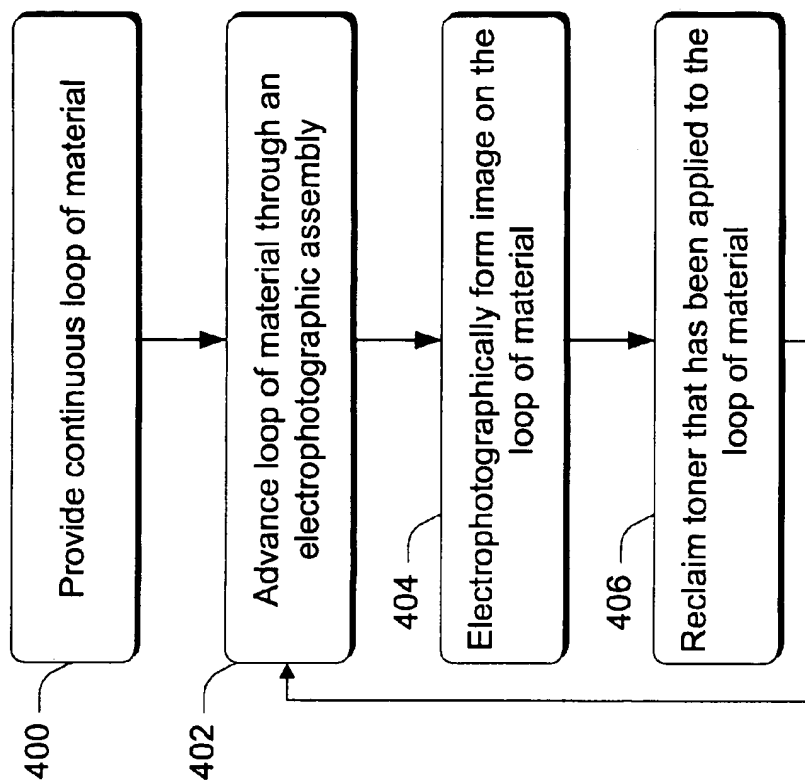 400
Provide continuous loop of material
402
Advance loop of material through an
electrophotographic assembly
404
Electrophotographically form image on the
loop of material
406
Reclaim toner that has been applied to the
loop of material